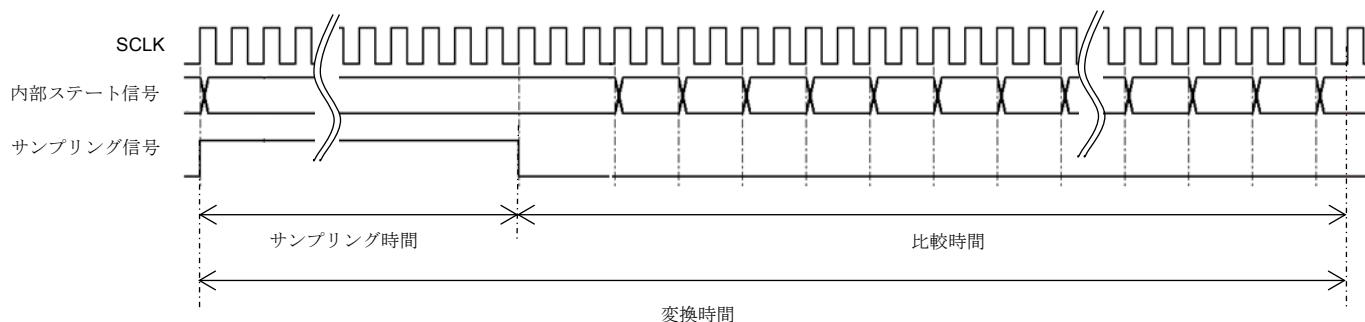 SCLK
内部ステート信号
サンプリング信号
サンプリング時間
比較時間
変換時間